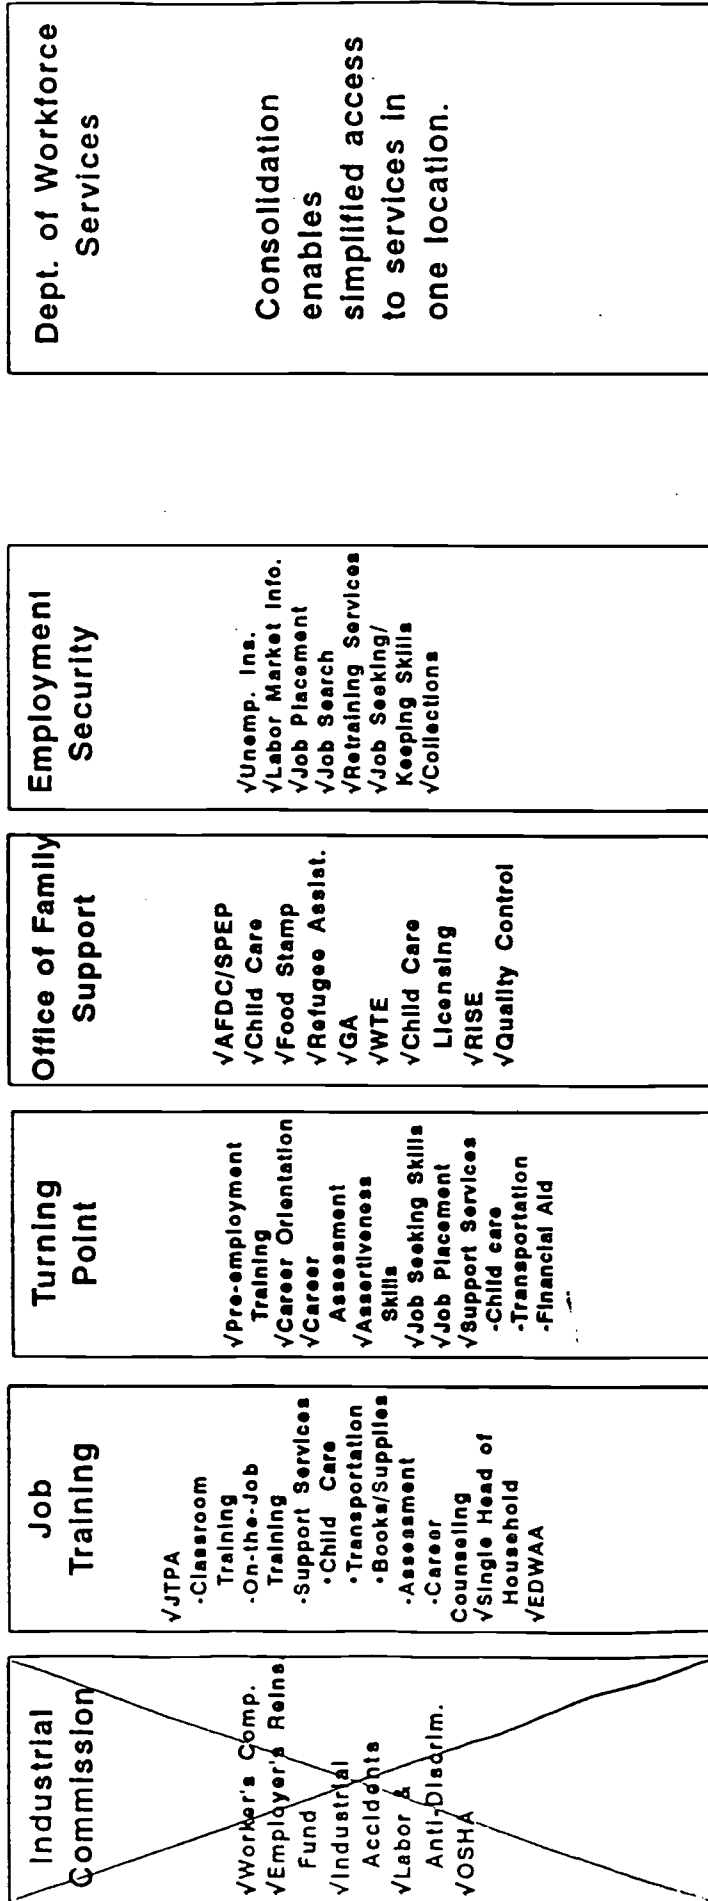 Industrial
Commission
√Worker's Comp.
√Employer's Reins.
Fund
√Industrial
Accidents
√Labor &
Anti-Discrim.
√OSHA
Job
Training
√JTPA
-Classroom
Training
-On-the-Job
Training
-Support Services
•Child Care
•Transportation
•Books/Supplies
-Assessment
-Career
Counseling
√Single Head of
Household
√EDWAA
Turning
Point
√Pre-employment
Training
√Career Orientation
√Career
Assessment
√Assertiveness
Skills
√Job Seeking Skills
√Job Placement
√Support Services
-Child care
-Transportation
-Financial Aid
Office of Family
Support
√AFDC/SPEP
√Child Care
√Food Stamp
√Refugee Assist.
√GA
√WTE
√Child Care
Licensing
√RISE
√Quality Control
Employment
Security
√Unemp. Ins.
√Labor Market Info.
√Job Placement
√Job Search
√Retraining Services
√Job Seeking/
Keeping Skills
√Collections
Dept. of Workforce
Services
Consolidation
enables
simplified access
to services in
one location.